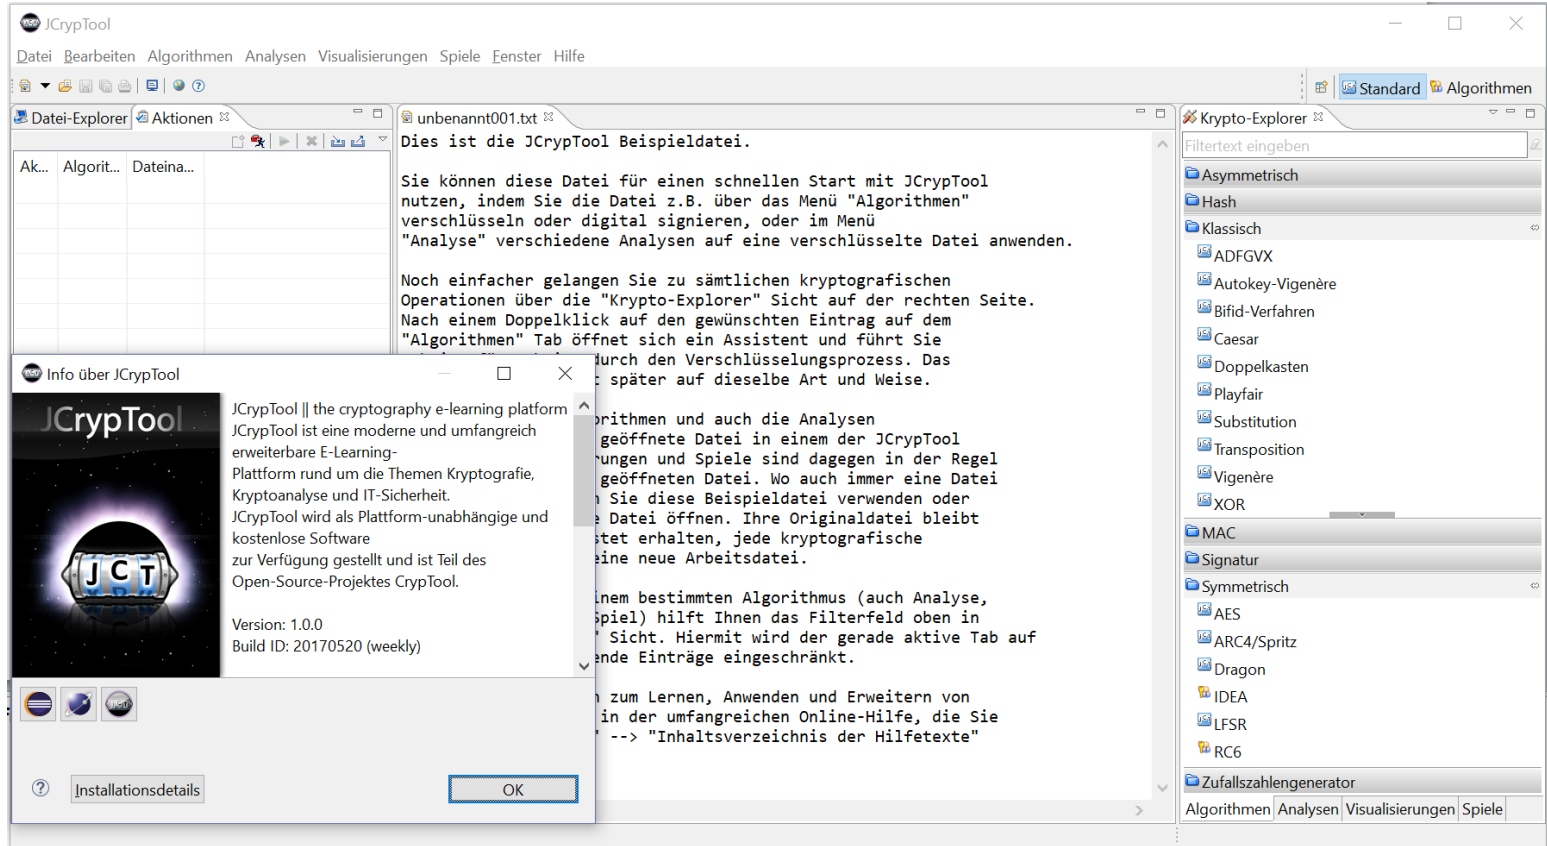 JCrypTool
Datei Bearbeiten Algorithmen Analysen Visualisierungen Spiele Fenster Hilfe
Standard Algorithmen
Datei-Explorer Aktionen
Ak... Algorit... Dateina...
unbenannt001.txt
Dies ist die JCrypTool Beispieldatei.
Sie können diese Datei für einen schnellen Start mit JCrypTool
nutzen, indem Sie die Datei z.B. über das Menü "Algorithmen"
verschlüsseln oder digital signieren, oder im Menü
"Analyse" verschiedene Analysen auf eine verschlüsselte Datei anwenden.
Noch einfacher gelangen Sie zu sämtlichen kryptografischen
Operationen über die "Krypto-Explorer" Sicht auf der rechten Seite.
Nach einem Doppelklick auf den gewünschten Eintrag auf dem
"Algorithmen" Tab öffnet sich ein Assistent und führt Sie
durch den Verschlüsselungsprozess. Das
später auf dieselbe Art und Weise.
orithmen und auch die Analysen
geöffnete Datei in einem der JCrypTool
rungen und Spiele sind dagegen in der Regel
geöffneten Datei. Wo auch immer eine Datei
Sie diese Beispieldatei verwenden oder
Datei öffnen. Ihre Originaldatei bleibt
stet erhalten, jede kryptografische
eine neue Arbeitsdatei.
inem bestimmten Algorithmus (auch Analyse,
Spiel) hilft Ihnen das Filterfeld oben in
" Sicht. Hiermit wird der gerade aktive Tab auf
ende Einträge eingeschränkt.
zum Lernen, Anwenden und Erweitern von
in der umfangreichen Online-Hilfe, die Sie
" --> "Inhaltsverzeichnis der Hilfetexte"
Info über JCrypTool
JCrypTool
JCT
JCrypTool || the cryptography e-learning platform
JCrypTool ist eine moderne und umfangreich
erweiterbare E-Learning-
Plattform rund um die Themen Kryptografie,
Kryptoanalyse und IT-Sicherheit.
JCrypTool wird als Plattform-unabhängige und
kostenlose Software
zur Verfügung gestellt und ist Teil des
Open-Source-Projektes CrypTool.
Version: 1.0.0
Build ID: 20170520 (weekly)
Installationsdetails
OK
Krypto-Explorer
Filtertext eingeben
Asymmetrisch
Hash
Klassisch
ADFGVX
Autokey-Vigenère
Bifid-Verfahren
Caesar
Doppelkasten
Playfair
Substitution
Transposition
Vigenère
XOR
MAC
Signatur
Symmetrisch
AES
ARC4/Spritz
Dragon
IDEA
LFSR
RC6
Zufallszahlengenerator
Algorithmen Analysen Visualisierungen Spiele